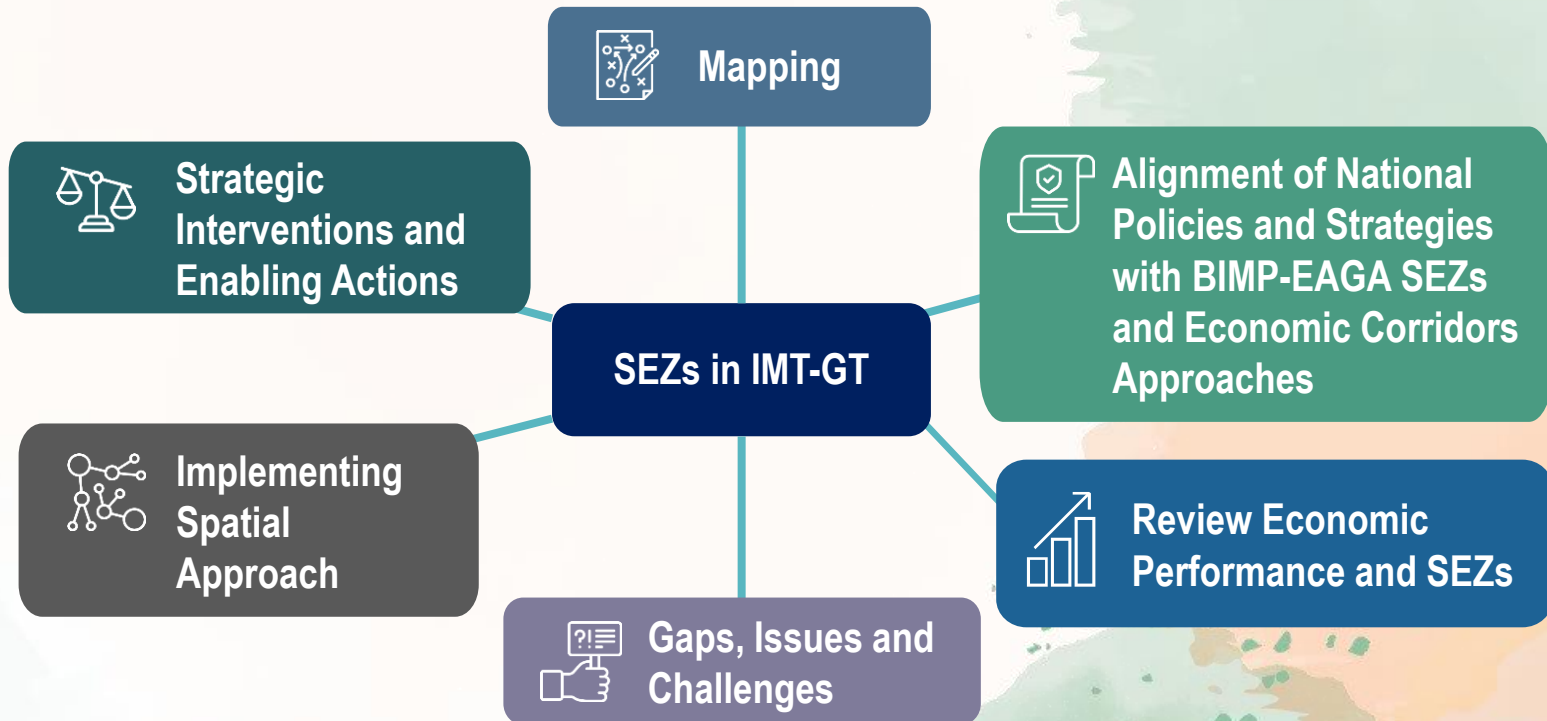 Mapping
Strategic
Interventions and
Enabling Actions
Alignment of National
Policies and Strategies
with BIMP-EAGA SEZs
and Economic Corridors
Approaches
SEZs in IMT-GT
Implementing
Spatial
Approach
Review Economic
Performance and SEZs
?!
Gaps, Issues and
Challenges